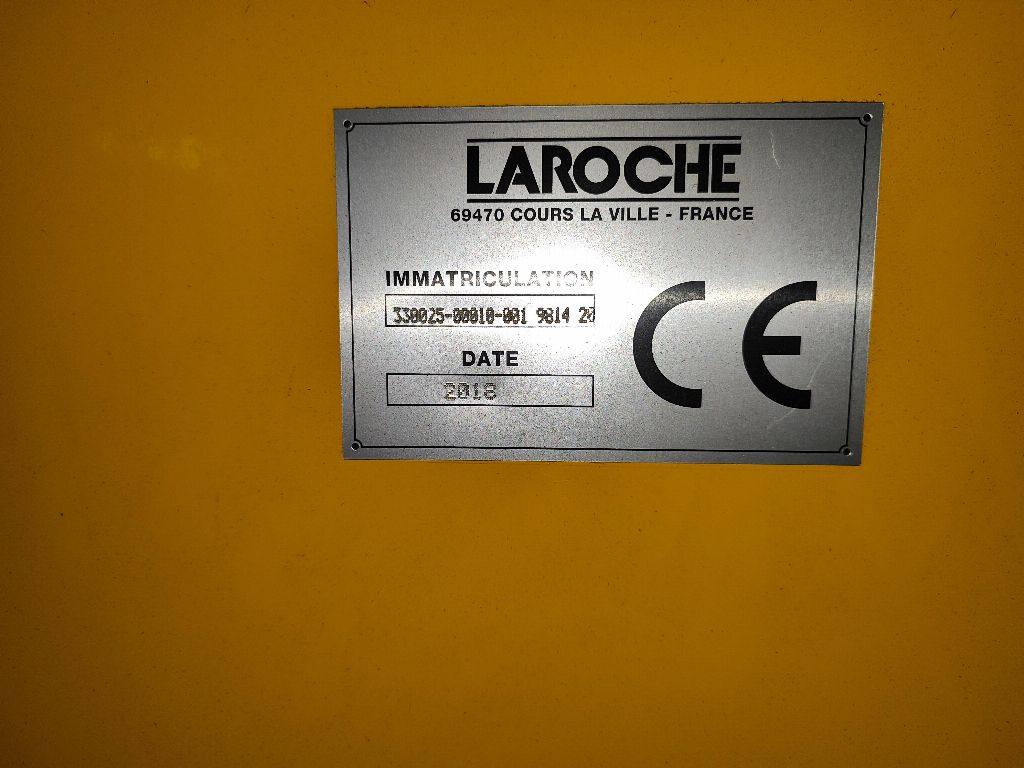 LAROCHE
69470 COURS LA VILLE - FRANCE
IMMATRICULATION
330025-00010-001 9814 20
DATE
2018
CE